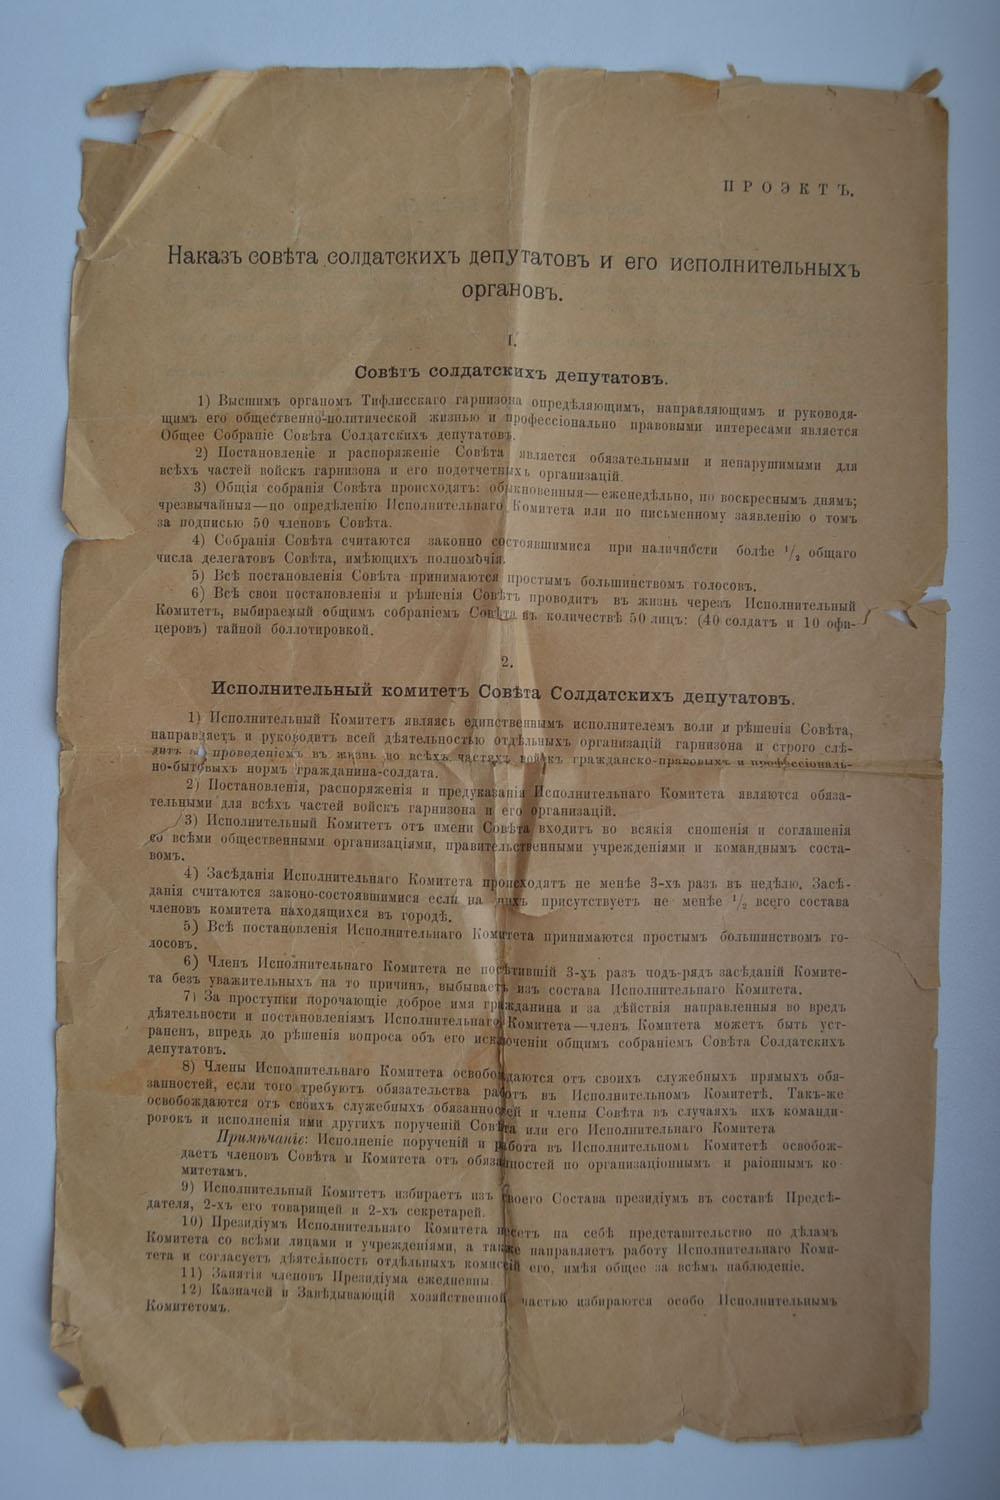 ПРОЭКТЪ.
Наказъ совѣта солдатскихъ депутатовъ и его исполнительныхъ
органовъ.
1.
Совѣтъ солдатскихъ депутатовъ.
1) Высшимъ органомъ Тифлисскаго гарнизона опредѣляющимъ, направляющимъ и руководя-
щимъ его общественно-политической жизнью и профессіонально правовыми интересами является
Общее Собраніе Совѣта Солдатскихъ депутатовъ.
2) Постановленіе и распоряженіе Совѣта является обязательными и ненарушимыми для
всѣхъ частей войскъ гарнизона и его подотчетныхъ организацій.
3) Общія собранія Совѣта происходятъ: обыкновенныя—еженедѣльно, по воскреснымъ днямъ;
чрезвычайныя—по опредѣленію Исполнительнаго Комитета или по письменному заявленію о томъ
за подписью 50 членовъ Совѣта.
4) Собранія Совѣта считаются законно состоявшимися при наличности болѣе 1/2 общаго
числа делегатовъ Совѣта, имѣющихъ полномочія.
5) Всѣ постановленія Совѣта принимаются простымъ большинствомъ голосовъ.
6) Всѣ свои постановленія и рѣшенія Совѣтъ проводитъ въ жизнь черезъ Исполнительный
Комитетъ, выбираемый общимъ собраніемъ Совѣта въ количествѣ 50 лицъ: (40 солдатъ и 10 офи-
церовъ) тайной боллотировкой.
2.
Исполнительный комитетъ Совѣта Солдатскихъ депутатовъ.
1) Исполнительный Комитетъ являясь единственнымъ исполнителемъ воли и рѣшенія Совѣта,
направляетъ и руководитъ всей дѣятельностью отдѣльныхъ организацій гарнизона и строго слѣ-
дитъ проведеніемъ въ жизнь во всѣхъ частяхъ войскъ гражданско-правовыхъ и профессіональ-
но-бытовыхъ нормъ гражданина-солдата.
2) Постановленія, распоряженія и предуказанія Исполнительнаго Комитета являются обяза-
тельными для всѣхъ частей войскъ гарнизона и его организацій.
3) Исполнительный Комитетъ отъ имени Совѣта входитъ во всякія сношенія и соглашенія
со всѣми общественными организаціями, правительственными учрежденіями и команднымъ соста-
вомъ.
4) Засѣданія Исполнительнаго Комитета происходятъ не менѣе 3-хъ разъ въ недѣлю. Засѣ-
данія считаются законо-состоявшимися если на нихъ присутствуетъ не менѣе 1/2 всего состава
членовъ комитета находящихся въ городѣ.
5) Всѣ постановленія Исполнительнаго Комитета принимаются простымъ большинствомъ го-
лосовъ.
6) Членъ Исполнительнаго Комитета не посѣтившій 3-хъ разъ подъ-рядъ засѣданій Комите-
та безъ уважительныхъ на то причинъ, выбываетъ изъ состава Исполнительнаго Комитета.
7) За проступки порочающіе доброе имя гражданина и за дѣйствія направленныя во вредъ
дѣятельности и постановленіямъ Исполнительнаго Комитета—членъ Комитета можетъ быть уст-
раненъ, впредь до рѣшенія вопроса объ его исключеніи общимъ собраніемъ Совѣта Солдатскихъ
депутатовъ.
8) Члены Исполнительнаго Комитета освобождаются отъ своихъ служебныхъ прямыхъ обя-
занностей, если того требуютъ обязательства работъ въ Исполнительномъ Комитетѣ. Такъ-же
освобождаются отъ своихъ служебныхъ обязанностей и члены Совѣта въ случаяхъ ихъ команди-
ровокъ и исполненія ими другихъ порученій Совѣта или его Исполнительнаго Комитета
Примѣчаніе: Исполненіе порученій и работа въ Исполнительномъ Комитетѣ освобож-
даетъ членовъ Совѣта и Комитета отъ обязанностей по организаціоннымъ и раіоннымъ ко-
митетамъ.
9) Исполнительный Комитетъ избираетъ изъ своего Состава президіумъ въ составѣ Предсѣ-
дателя, 2-хъ его товарищей и 2-хъ секретарей.
10) Президіумъ Исполнительнаго Комитета несетъ на себѣ представительство по дѣламъ
Комитета со всѣми лицами и учрежденіями, а также направляетъ работу Исполнительнаго Коми-
тета и согласуетъ дѣятельность отдѣльныхъ комиссій его, имѣя общее за всѣмъ наблюденіе.
11) Занятія членовъ Президіума ежедневны.
12) Казначей и Завѣдывающій хозяйственной частью избираются особо Исполнительнымъ
Комитетомъ.